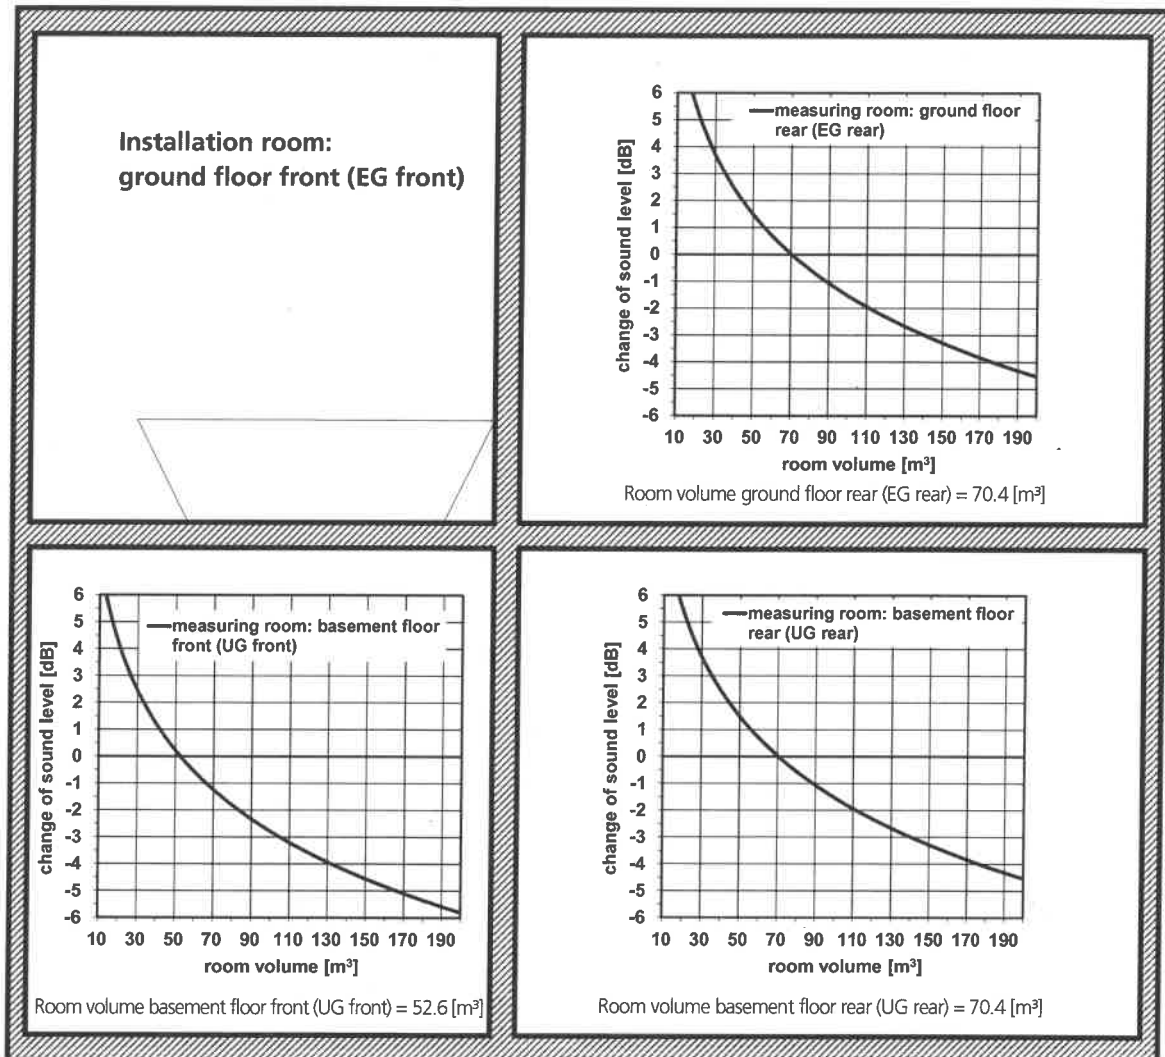 Installation room:
ground floor front (EG front)
change of sound level [dB]
6
5
4
3
2
1
0
-1
-2
-3
-4
-5
-6
measuring room: ground floor
rear (EG rear)
10 30 50 70 90 110 130 150 170 190
room volume [m³]
Room volume ground floor rear (EG rear) = 70.4 [m³]
change of sound level [dB]
6
5
4
3
2
1
0
-1
-2
-3
-4
-5
-6
measuring room: basement floor
front (UG front)
10 30 50 70 90 110 130 150 170 190
room volume [m³]
Room volume basement floor front (UG front) = 52.6 [m³]
change of sound level [dB]
6
5
4
3
2
1
0
-1
-2
-3
-4
-5
-6
measuring room: basement floor
rear (UG rear)
10 30 50 70 90 110 130 150 170 190
room volume [m³]
Room volume basement floor rear (UG rear) = 70.4 [m³]